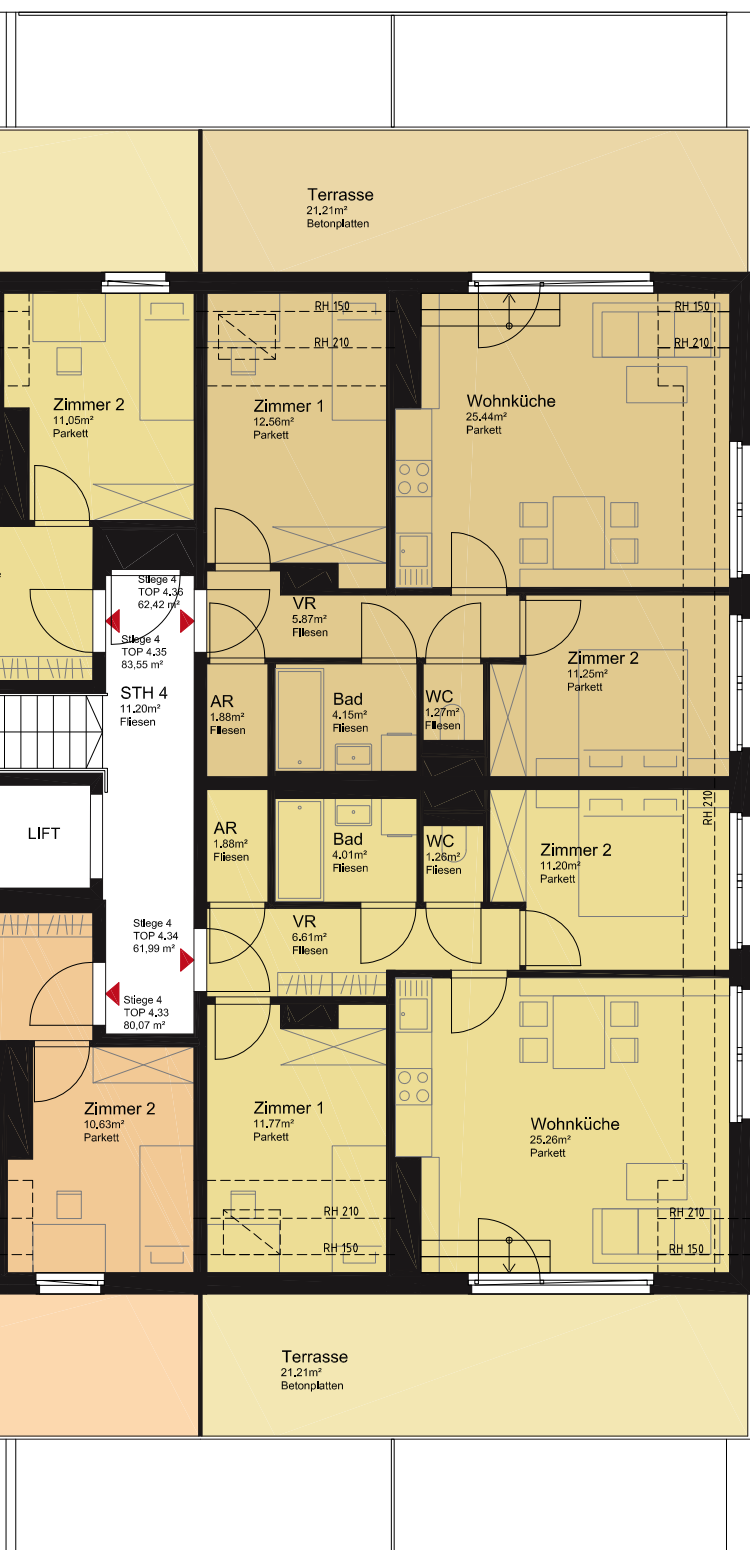 Terrasse
21.21m²
Betonplatten
RH 150
RH 210
RH 150
RH 210
Zimmer 2
11.05m²
Parkett
Zimmer 1
12.56m²
Parkett
Wohnküche
25.44m²
Parkett
Stiege 4
TOP 4.36
62,42 m²
Stiege 4
TOP 4.35
83,55 m²
STH 4
11.20m²
Fliesen
VR
5.87m²
Fliesen
Zimmer 2
11.25m²
Parkett
AR
1.88m²
Fliesen
Bad
4.15m²
Fliesen
WC
1.27m²
Fliesen
LIFT
AR
1.88m²
Fliesen
Bad
4.01m²
Fliesen
WC
1.26m²
Fliesen
Zimmer 2
11.20m²
Parkett
RH 210
Stiege 4
TOP 4.34
61,99 m²
VR
6.61m²
Fliesen
Stiege 4
TOP 4.33
80,07 m²
Zimmer 2
10.63m²
Parkett
Zimmer 1
11.77m²
Parkett
Wohnküche
25.26m²
Parkett
RH 210
RH 150
RH 210
RH 150
Terrasse
21.21m²
Betonplatten